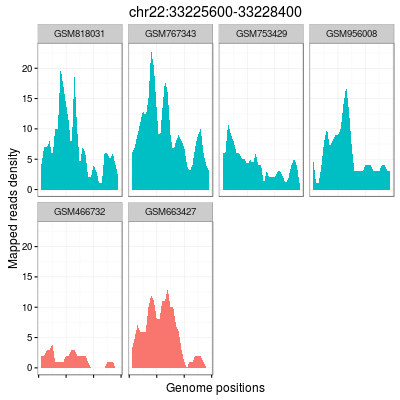 chr22:33225600-33228400
GSM818031 GSM767343 GSM753429 GSM956008
20
15
10
5
0
Mapped reads density
GSM466732 GSM663427
20
15
10
5
0
Genome positions